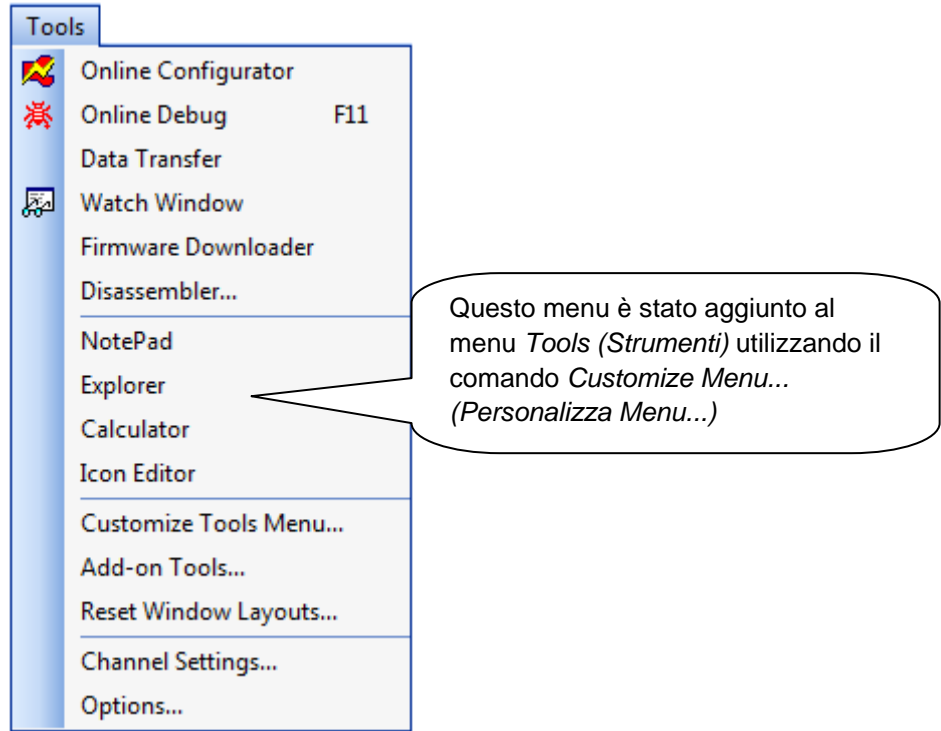 Tools
Online Configurator
Online Debug F11
Data Transfer
Watch Window
Firmware Downloader
Disassembler...
NotePad
Explorer
Calculator
Icon Editor
Customize Tools Menu...
Add-on Tools...
Reset Window Layouts...
Channel Settings...
Options...
Questo menu è stato aggiunto al
menu Tools (Strumenti) utilizzando il
comando Customize Menu...
(Personalizza Menu...)